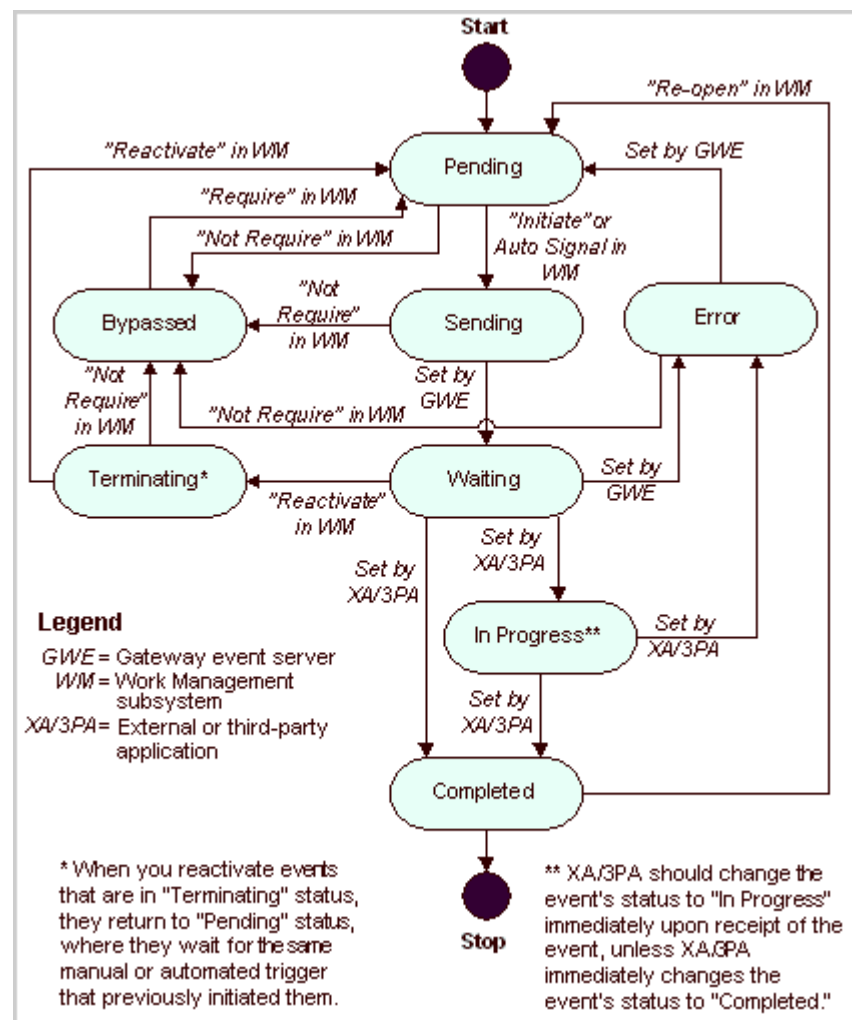 Start
"Re-open" in WM
"Reactivate" in WM
Set by GWE
Pending
"Require" in WM
"Initiate" or
Auto Signal in
WM
"Not Require" in WM
Bypassed
"Not
Require"
in WM
Sending
Error
"Not
Require"
in WM
Set by
GWE
"Not Require" in WM
Terminating*
Waiting
Set by
GWE
"Reactivate"
in WM
Set by
XA/3PA
Set by
XA/3PA
Legend
GWE = Gateway event server
WM = Work Management
subsystem
XA/3PA = External or third-party
application
In Progress**
Set by
XA/3PA
Set by
XA/3PA
Completed
* When you reactivate events
that are in "Terminating" status,
they return to "Pending" status,
where they wait for the same
manual or automated trigger
that previously initiated them.
Stop
** XA/3PA should change the
event's status to "In Progress"
immediately upon receipt of the
event, unless XA/3PA
immediately changes the
event's status to "Completed."